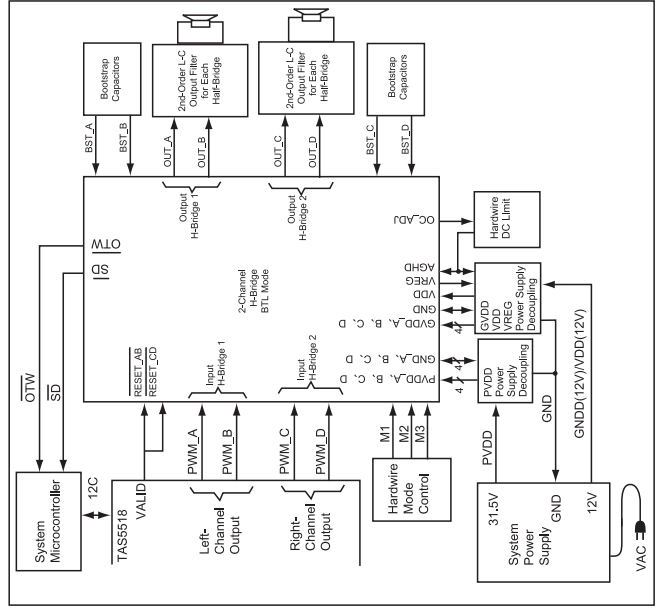 Bootstrap
Capacitors
2nd-Order L-C
Output Filter
for Each
Half-Bridge
2nd-Order L-C
Output Filter
for Each
Half-Bridge
Bootstrap
Capacitors
BST_A
BST_B
OUT_A
OUT_B
OUT_C
OUT_D
BST_C
BST_D
Output
H-Bridge 1
Output
H-Bridge 2
OTW
SD
2-Channel
H-Bridge
BTL Mode
OC_ADJ
Hardwire
DC LImit
AGHD
VREG
VDD
GND
GVDD_A, B, C, D
4
GVDD
VDD
VREG
Power Supply
Decoupling
GND_A, B, C, D
4
PVDD_A, B, C, D
4
PVDD
Power
Supply
Decoupling
RESET_AB
RESET_CD
Input
H-Bridge 1
Input
H-Bridge 2
OTW
SD
System
Microcontroller
12C
TAS5518
VALID
PWM_A
PWM_B
PWM_C
PWM_D
Left-
Channel
Output
Right-
Channel
Output
M1
M2
M3
Hardwire
Mode
Control
PVDD
GND
GNDD(12V)/VDD(12V)
31.5V
GND
12V
System
Power
Supply
VAC